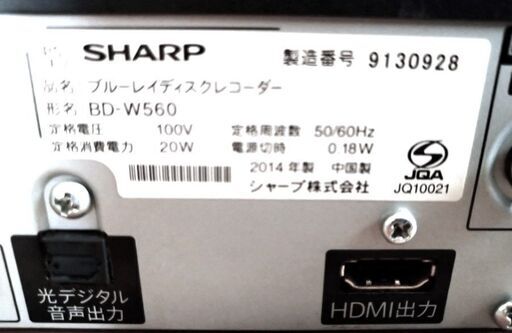 SHARP
製造番号 9130928
品名 ブルーレイディスクレコーダー
形名 BD-W560
定格電圧 100V 定格周波数 50/60Hz
定格消費電力 20W 電源切時 0.18W
2014年製 中国製
シャープ株式会社
JQA
JQ10021
光デジタル
音声出力
HDMI出力